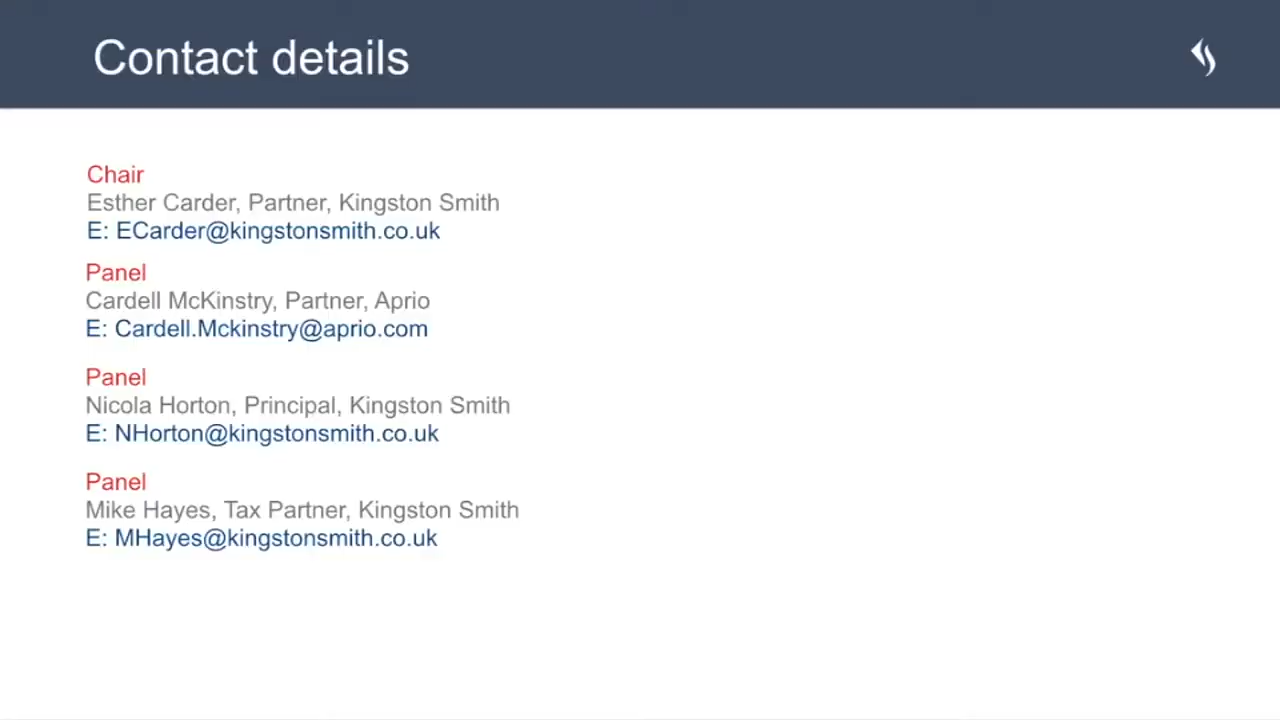 Contact details
Chair
Esther Carder, Partner, Kingston Smith
E: ECarder@kingstonsmith.co.uk
Panel
Cardell McKinstry, Partner, Aprio
E: Cardell.Mckinstry@aprio.com
Panel
Nicola Horton, Principal, Kingston Smith
E: NHorton@kingstonsmith.co.uk
Panel
Mike Hayes, Tax Partner, Kingston Smith
E: MHayes@kingstonsmith.co.uk